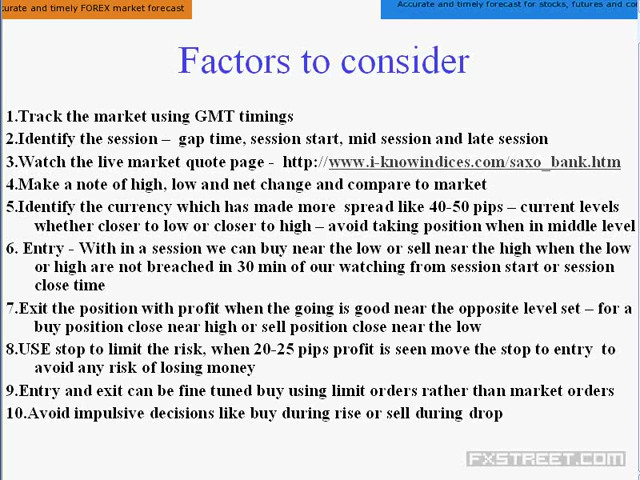 urate and timely FOREX market forecast
Accurate and timely forecast for stocks, futures and co
Factors to consider
1.Track the market using GMT timings
2.Identify the session – gap time, session start, mid session and late session
3.Watch the live market quote page - http://www.i-knowindices.com/saxo_bank.htm
4.Make a note of high, low and net change and compare to market
5.Identify the currency which has made more spread like 40-50 pips – current levels
whether closer to low or closer to high – avoid taking position when in middle level
6. Entry - With in a session we can buy near the low or sell near the high when the low
or high are not breached in 30 min of our watching from session start or session
close time
7.Exit the position with profit when the going is good near the opposite level set – for a
buy position close near high or sell position close near the low
8.USE stop to limit the risk, when 20-25 pips profit is seen move the stop to entry to
avoid any risk of losing money
9.Entry and exit can be fine tuned buy using limit orders rather than market orders
10.Avoid impulsive decisions like buy during rise or sell during drop
FXSTREET.COM